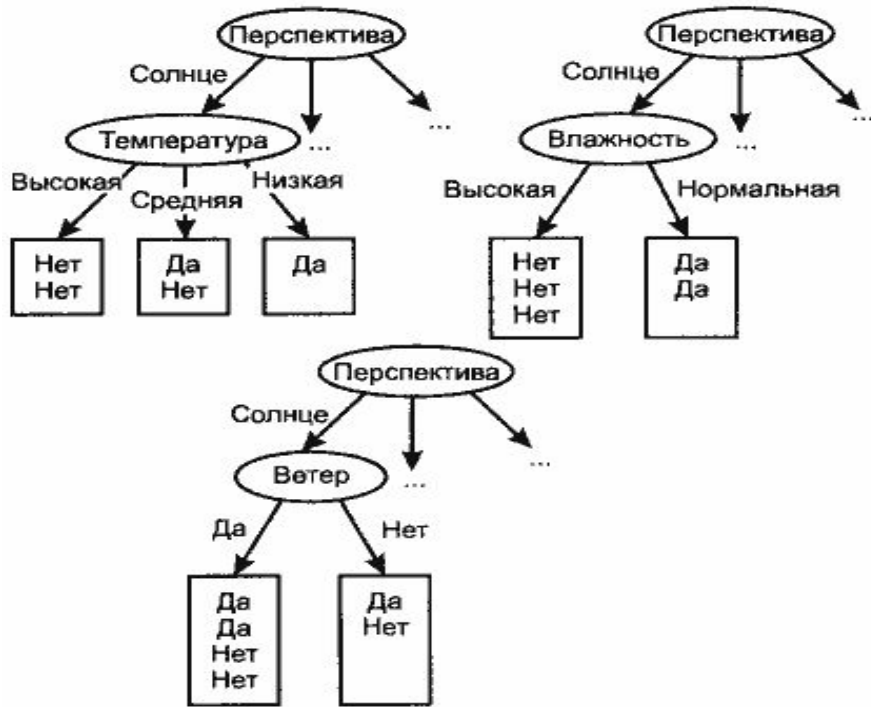 Перспектива
Солнце
...
Температура
...
Высокая
Средняя
Низкая
Нет
Нет
Да
Нет
Да
Перспектива
Солнце
...
Влажность
...
Высокая
Нормальная
Нет
Нет
Нет
Да
Да
Перспектива
Солнце
...
Ветер
...
Да
Нет
Да
Да
Нет
Нет
Да
Нет